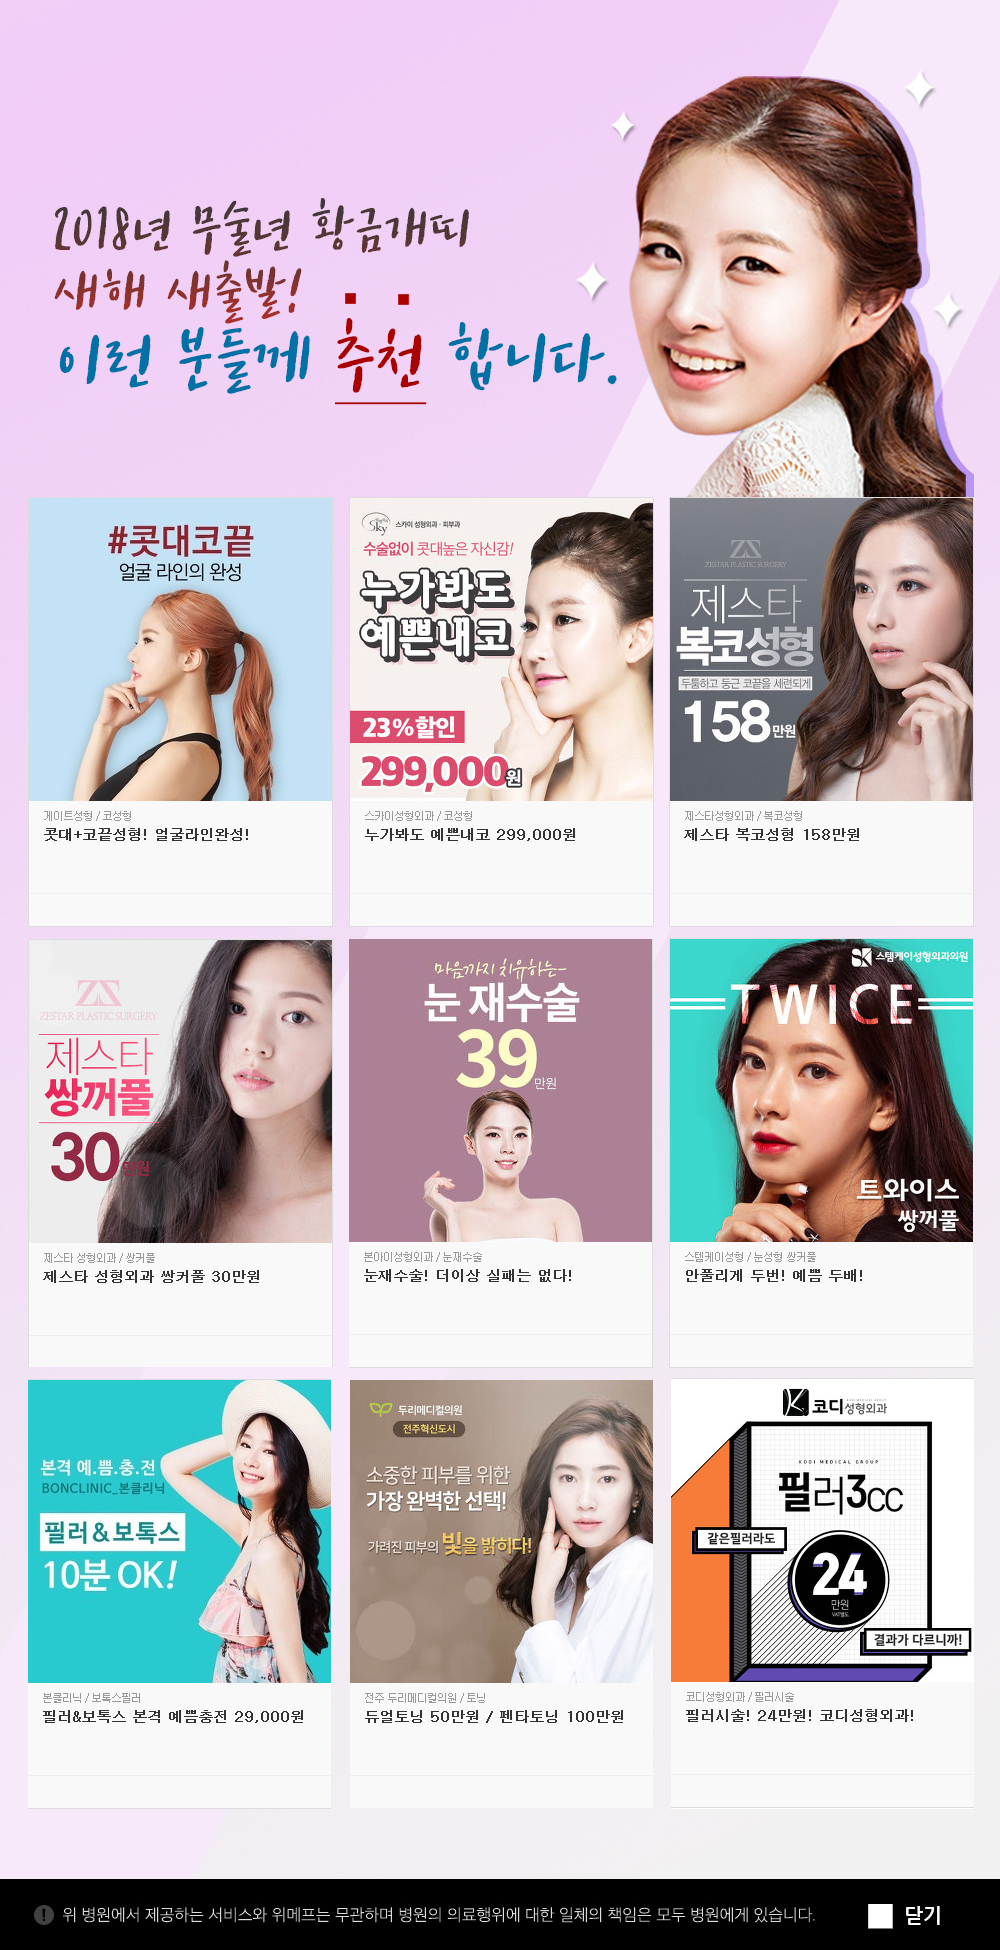 2018년 무술년 황금개띠
새해 새출발!
이런 분들께 추천 합니다.
#콧대코끝
얼굴 라인의 완성
게이트성형 / 코성형
콧대+코끝성형! 얼굴라인완성!
Sky 스카이 성형외과 · 피부과
수술없이 콧대높은 자신감!
누가봐도
예쁜내코
23%할인
299,000원
스카이성형외과 / 코성형
누가봐도 예쁜내코 299,000원
ZS
ZESTAR PLASTIC SURGERY
제스타
복코성형
두툼하고 둥근 코끝을 세련되게
158만원
제스타성형외과 / 복코성형
제스타 복코성형 158만원
ZS
ZESTAR PLASTIC SURGERY
제스타
쌍꺼풀
30만원
제스타 성형외과 / 쌍커풀
제스타 성형외과 쌍커풀 30만원
마음까지 치유하는~
눈 재수술
39만원
본아이성형외과 / 눈재수술
눈재수술! 더이상 실패는 없다!
SK 스템케이성형외과의원
TWICE
트와이스
쌍꺼풀
스템케이성형 / 눈성형 쌍커풀
안풀리게 두번! 예쁨 두배!
본격 예.쁨.충.전
BONCLINIC_본클리닉
필러&보톡스
10분 OK!
본클리닉 / 보톡스필러
필러&보톡스 본격 예쁨충전 29,000원
두리메디컬의원
전주혁신도시
소중한 피부를 위한
가장 완벽한 선택!
가려진 피부의 빛을 밝히다!
전주 두리메디컬의원 / 토닝
듀얼토닝 50만원 / 펜타토닝 100만원
코디성형외과
KODI MEDICAL GROUP
필러3cc
같은필러라도
24
만원
VAT별도
결과가 다르니까!
코디성형외과 / 필러시술
필러시술! 24만원! 코디성형외과!
! 위 병원에서 제공하는 서비스와 위메프는 무관하며 병원의 의료행위에 대한 일체의 책임은 모두 병원에게 있습니다.
닫기